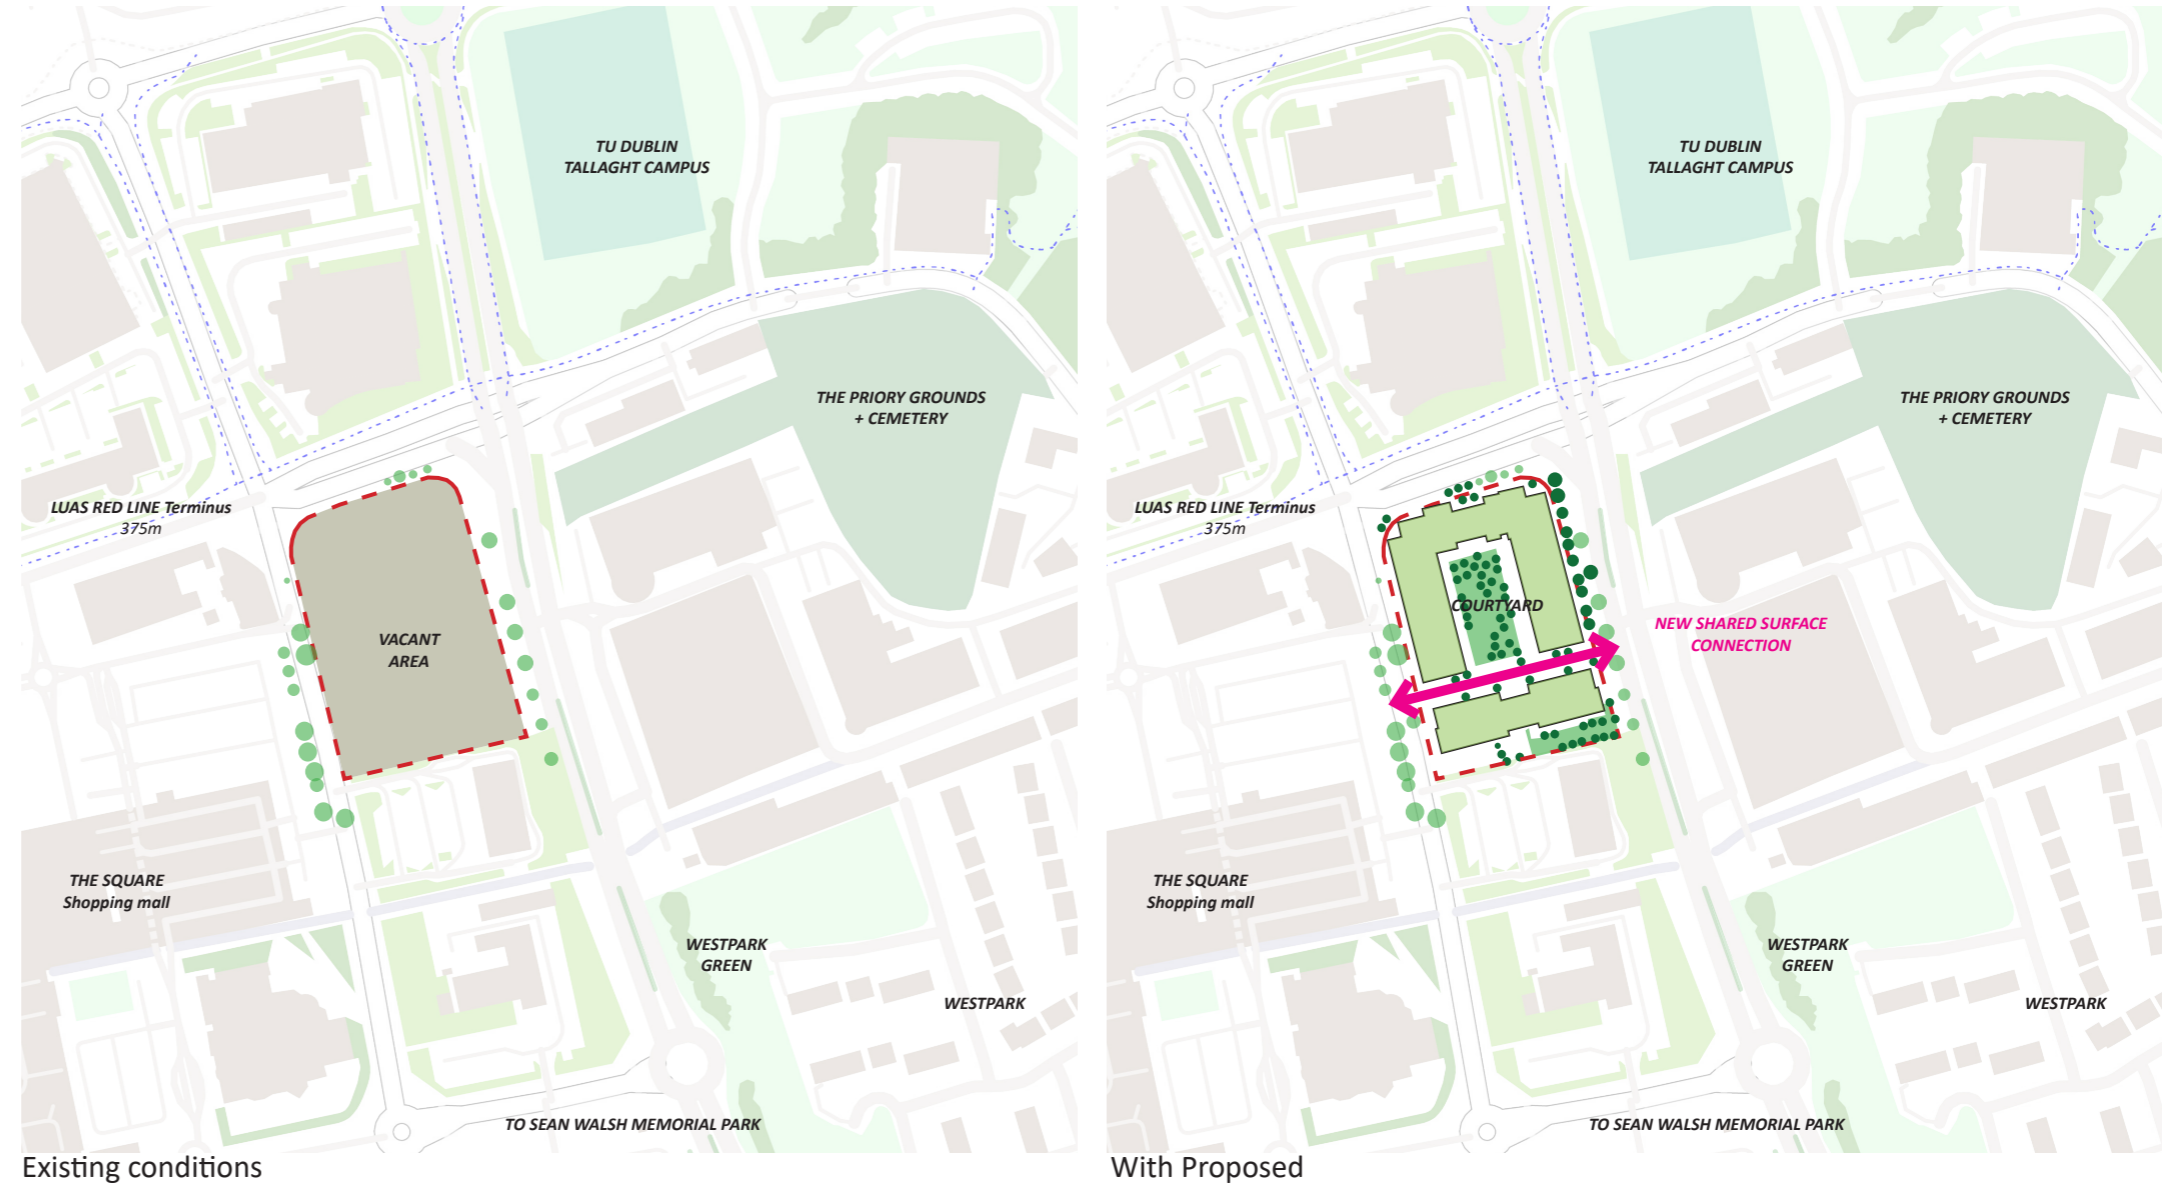 TU DUBLIN
TALLAGHT CAMPUS
THE PRIORY GROUNDS
+ CEMETERY
LUAS RED LINE Terminus
375m
VACANT
AREA
THE SQUARE
Shopping mall
WESTPARK
GREEN
WESTPARK
TO SEAN WALSH MEMORIAL PARK
Existing conditions
TU DUBLIN
TALLAGHT CAMPUS
THE PRIORY GROUNDS
+ CEMETERY
LUAS RED LINE Terminus
375m
COURTYARD
NEW SHARED SURFACE
CONNECTION
THE SQUARE
Shopping mall
WESTPARK
GREEN
WESTPARK
TO SEAN WALSH MEMORIAL PARK
With Proposed